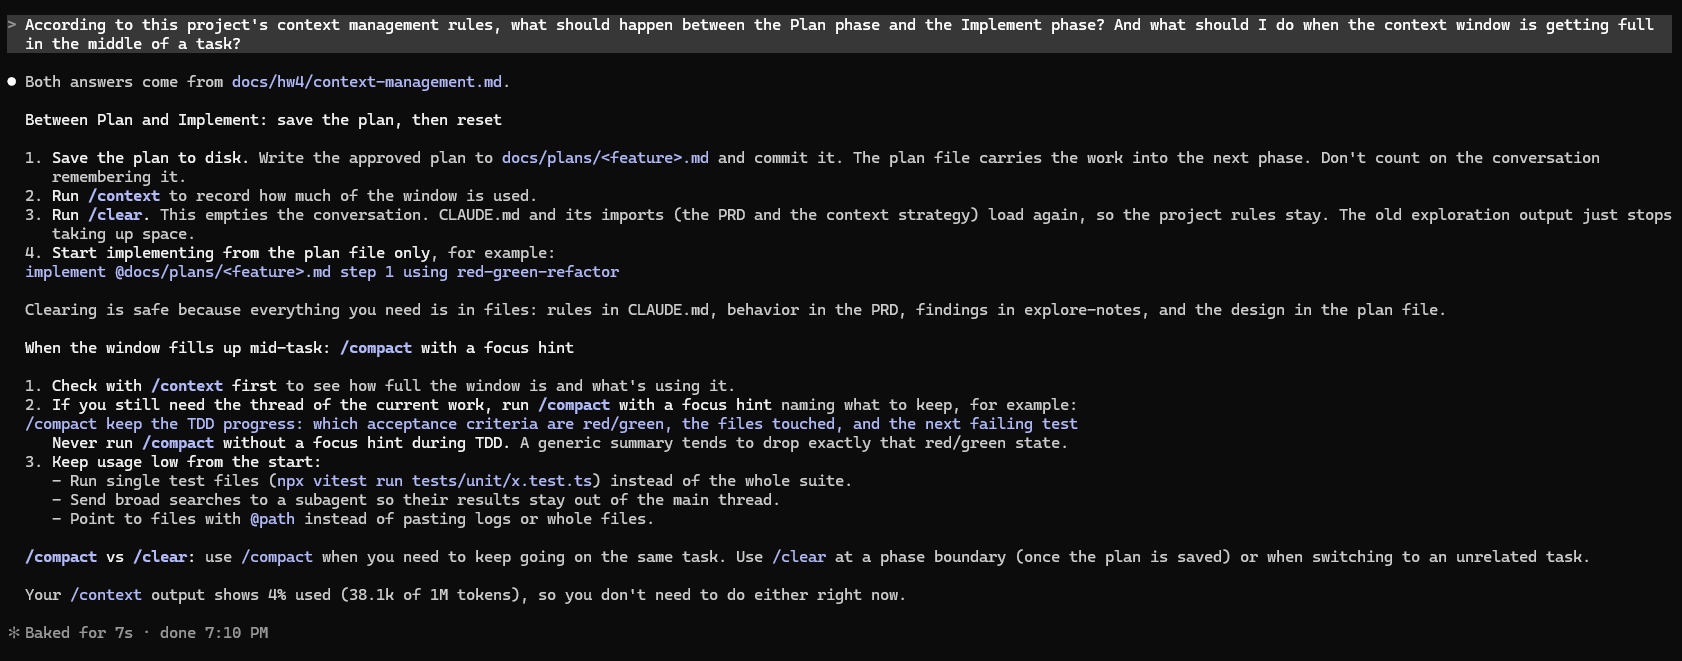 > According to this project's context management rules, what should happen between the Plan phase and the Implement phase? And what should I do when the context window is getting full
in the middle of a task?
● Both answers come from docs/hw4/context-management.md.
Between Plan and Implement: save the plan, then reset
1. Save the plan to disk. Write the approved plan to docs/plans/<feature>.md and commit it. The plan file carries the work into the next phase. Don't count on the conversation
remembering it.
2. Run /context to record how much of the window is used.
3. Run /clear. This empties the conversation. CLAUDE.md and its imports (the PRD and the context strategy) load again, so the project rules stay. The old exploration output just stops
taking up space.
4. Start implementing from the plan file only, for example:
implement @docs/plans/<feature>.md step 1 using red-green-refactor
Clearing is safe because everything you need is in files: rules in CLAUDE.md, behavior in the PRD, findings in explore-notes, and the design in the plan file.
When the window fills up mid-task: /compact with a focus hint
1. Check with /context first to see how full the window is and what's using it.
2. If you still need the thread of the current work, run /compact with a focus hint naming what to keep, for example:
/compact keep the TDD progress: which acceptance criteria are red/green, the files touched, and the next failing test
Never run /compact without a focus hint during TDD. A generic summary tends to drop exactly that red/green state.
3. Keep usage low from the start:
- Run single test files (npx vitest run tests/unit/x.test.ts) instead of the whole suite.
- Send broad searches to a subagent so their results stay out of the main thread.
- Point to files with @path instead of pasting logs or whole files.
/compact vs /clear: use /compact when you need to keep going on the same task. Use /clear at a phase boundary (once the plan is saved) or when switching to an unrelated task.
Your /context output shows 4% used (38.1k of 1M tokens), so you don't need to do either right now.
✻ Baked for 7s · done 7:10 PM